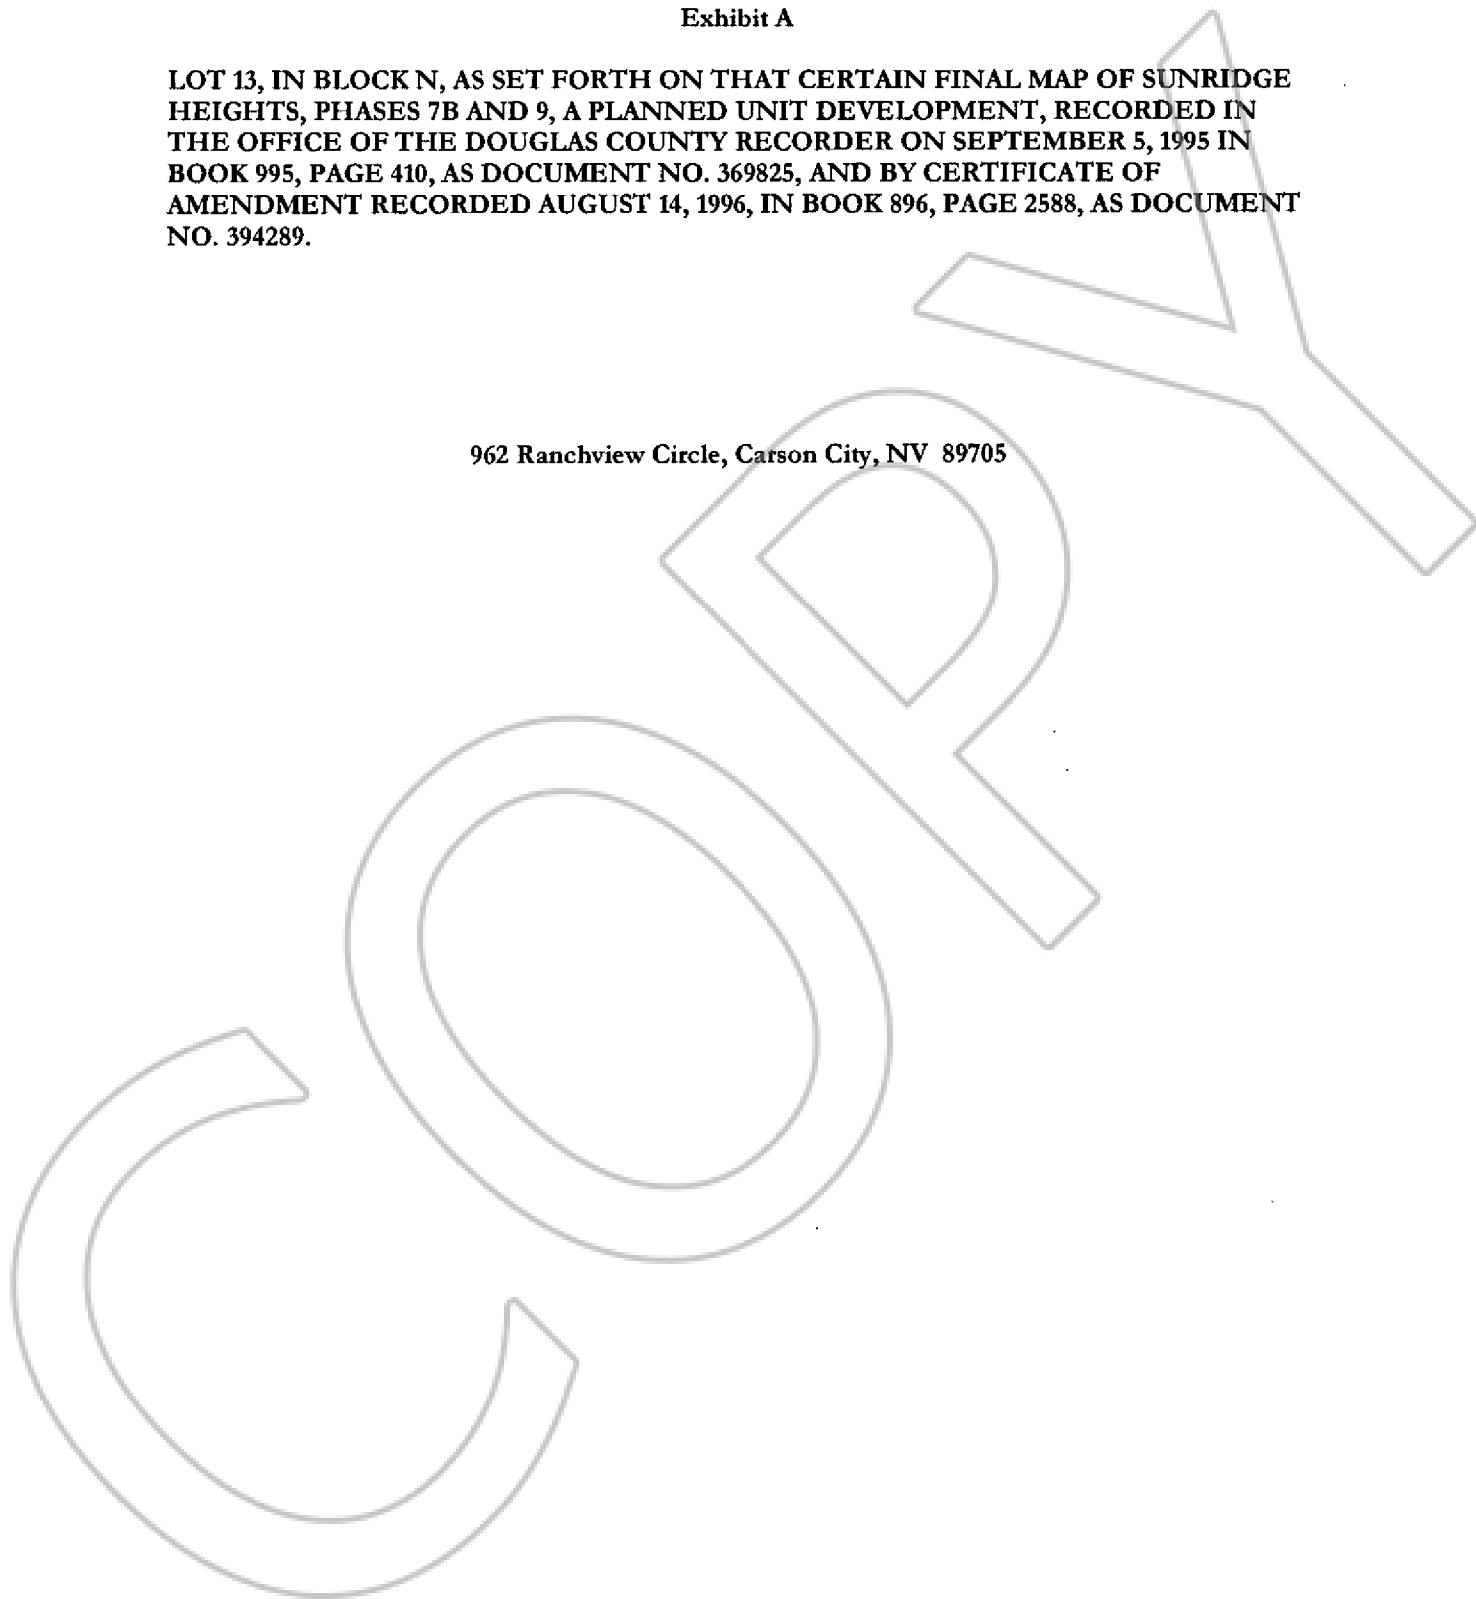 Exhibit A
LOT 13, IN BLOCK N, AS SET FORTH ON THAT CERTAIN FINAL MAP OF SUNRIDGE
HEIGHTS, PHASES 7B AND 9, A PLANNED UNIT DEVELOPMENT, RECORDED IN
THE OFFICE OF THE DOUGLAS COUNTY RECORDER ON SEPTEMBER 5, 1995 IN
BOOK 995, PAGE 410, AS DOCUMENT NO. 369825, AND BY CERTIFICATE OF
AMENDMENT RECORDED AUGUST 14, 1996, IN BOOK 896, PAGE 2588, AS DOCUMENT
NO. 394289.
962 Ranchview Circle, Carson City, NV 89705
COPY